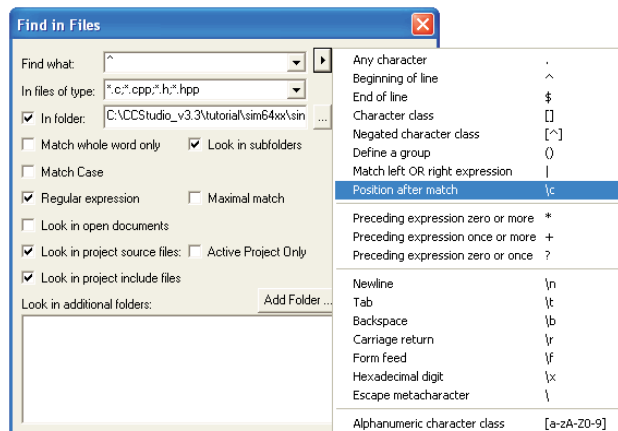 Find in Files
Find what: ^
In files of type: *.c;*.cpp;*.h;*.hpp
In folder: C:\CCStudio_v3.3\tutorial\sim64xx\sin ...
Match whole word only Look in subfolders
Match Case
Regular expression Maximal match
Look in open documents
Look in project source files: Active Project Only
Look in project include files
Look in additional folders: Add Folder ...
Any character .
Beginning of line ^
End of line $
Character class []
Negated character class [^]
Define a group ()
Match left OR right expression |
Position after match \c
Preceding expression zero or more *
Preceding expression once or more +
Preceding expression zero or once ?
Newline \n
Tab \t
Backspace \b
Carriage return \r
Form feed \f
Hexadecimal digit \x
Escape metacharacter \
Alphanumeric character class [a-zA-Z0-9]